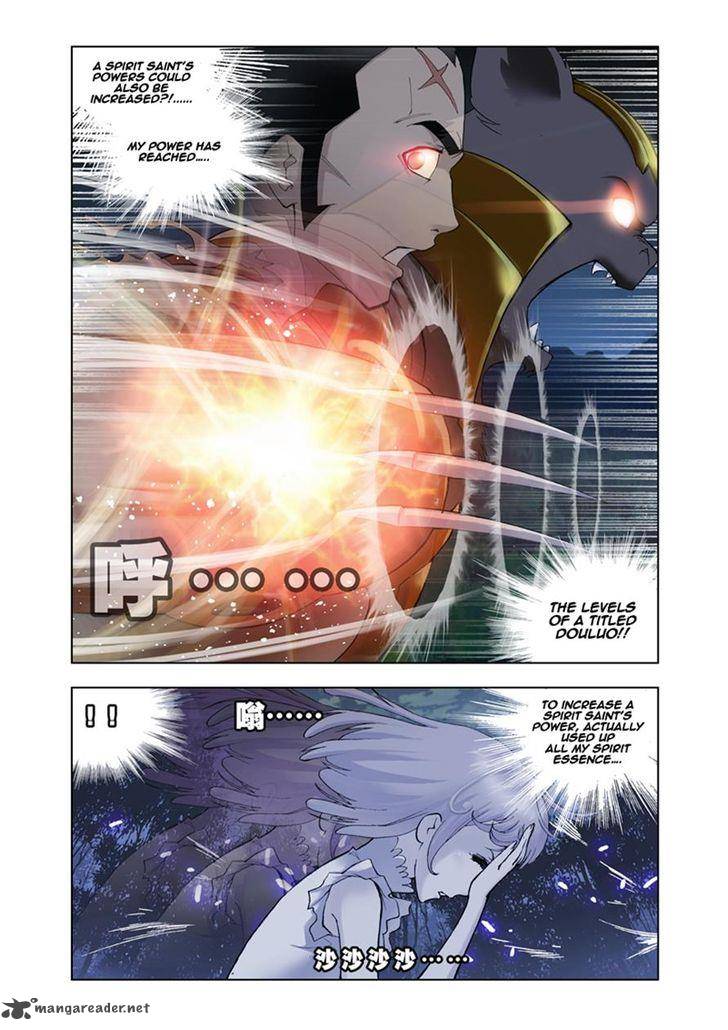 A SPIRIT SAINT'S
POWERS COULD
ALSO BE
INCREASED?!......
MY POWER HAS
REACHED.....
呼 ○○○ ○○○
THE LEVELS
OF A TITLED
DOULUO!!
!!
嗡……
TO INCREASE A
SPIRIT SAINT'S
POWER, ACTUALLY
USED UP
ALL MY SPIRIT
ESSENCE....
沙沙沙沙……
mangareader.net